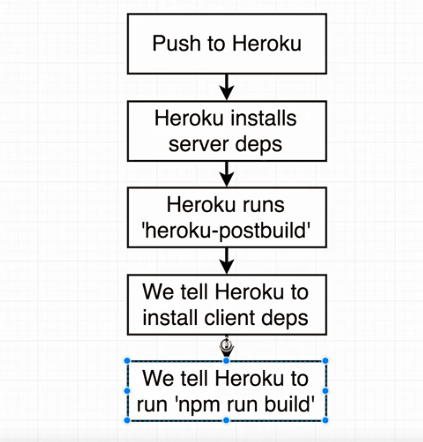 Push to Heroku
Heroku installs
server deps
Heroku runs
'heroku-postbuild'
We tell Heroku to
install client deps
We tell Heroku to
run 'npm run build'